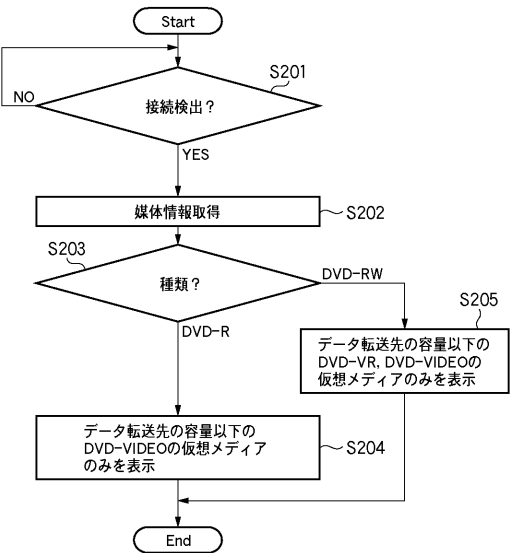 Start
S201
接続検出？
NO
YES
媒体情報取得
S202
S203
種類？
DVD-RW
DVD-R
S205
データ転送先の容量以下の
DVD-VR, DVD-VIDEOの
仮想メディアのみを表示
データ転送先の容量以下の
DVD-VIDEOの仮想メディア
のみを表示
S204
End